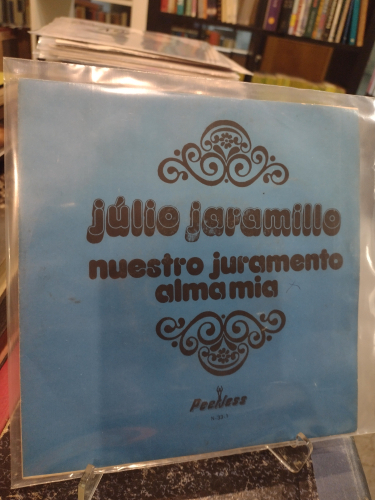 júlio jaramillo
nuestro juramento
alma mia
Peerless